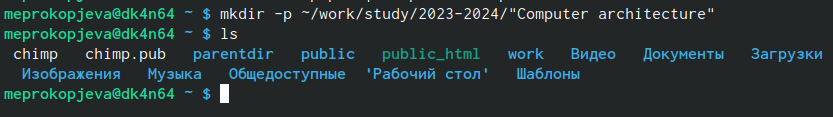 meprokopjeva@dk4n64 ~ $ mkdir -p ~/work/study/2023-2024/"Computer architecture"
meprokopjeva@dk4n64 ~ $ ls
chimp chimp.pub parentdir public public_html work Видео Документы Загрузки
Изображения Музыка Общедоступные 'Рабочий стол' Шаблоны
meprokopjeva@dk4n64 ~ $